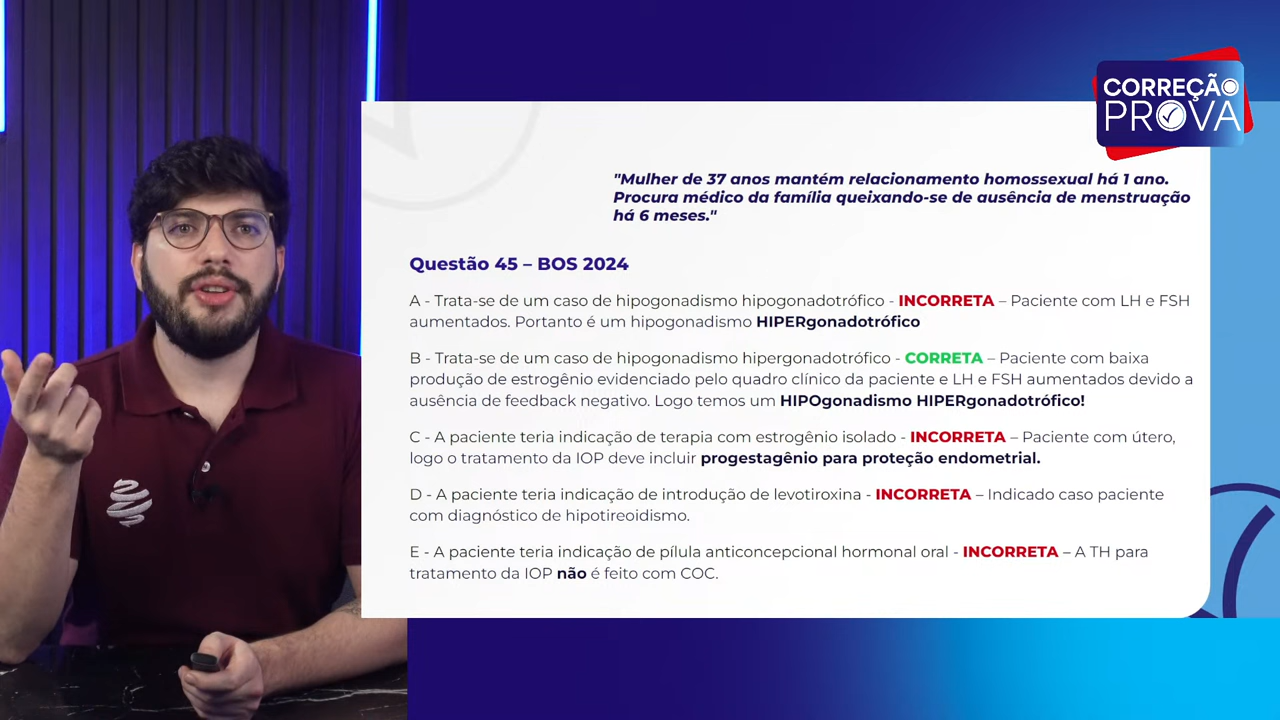 CORREÇÃO
PROVA
"Mulher de 37 anos mantém relacionamento homossexual há 1 ano.
Procura médico da família queixando-se de ausência de menstruação
há 6 meses."
Questão 45 – BOS 2024
A - Trata-se de um caso de hipogonadismo hipogonadotrófico - INCORRETA – Paciente com LH e FSH
aumentados. Portanto é um hipogonadismo HIPERgonadotrófico
B - Trata-se de um caso de hipogonadismo hipergonadotrófico - CORRETA – Paciente com baixa
produção de estrogênio evidenciado pelo quadro clínico da paciente e LH e FSH aumentados devido a
ausência de feedback negativo. Logo temos um HIPOgonadismo HIPERgonadotrófico!
C - A paciente teria indicação de terapia com estrogênio isolado - INCORRETA – Paciente com útero,
logo o tratamento da IOP deve incluir progestagênio para proteção endometrial.
D - A paciente teria indicação de introdução de levotiroxina - INCORRETA – Indicado caso paciente
com diagnóstico de hipotireoidismo.
E - A paciente teria indicação de pílula anticoncepcional hormonal oral - INCORRETA – A TH para
tratamento da IOP não é feito com COC.